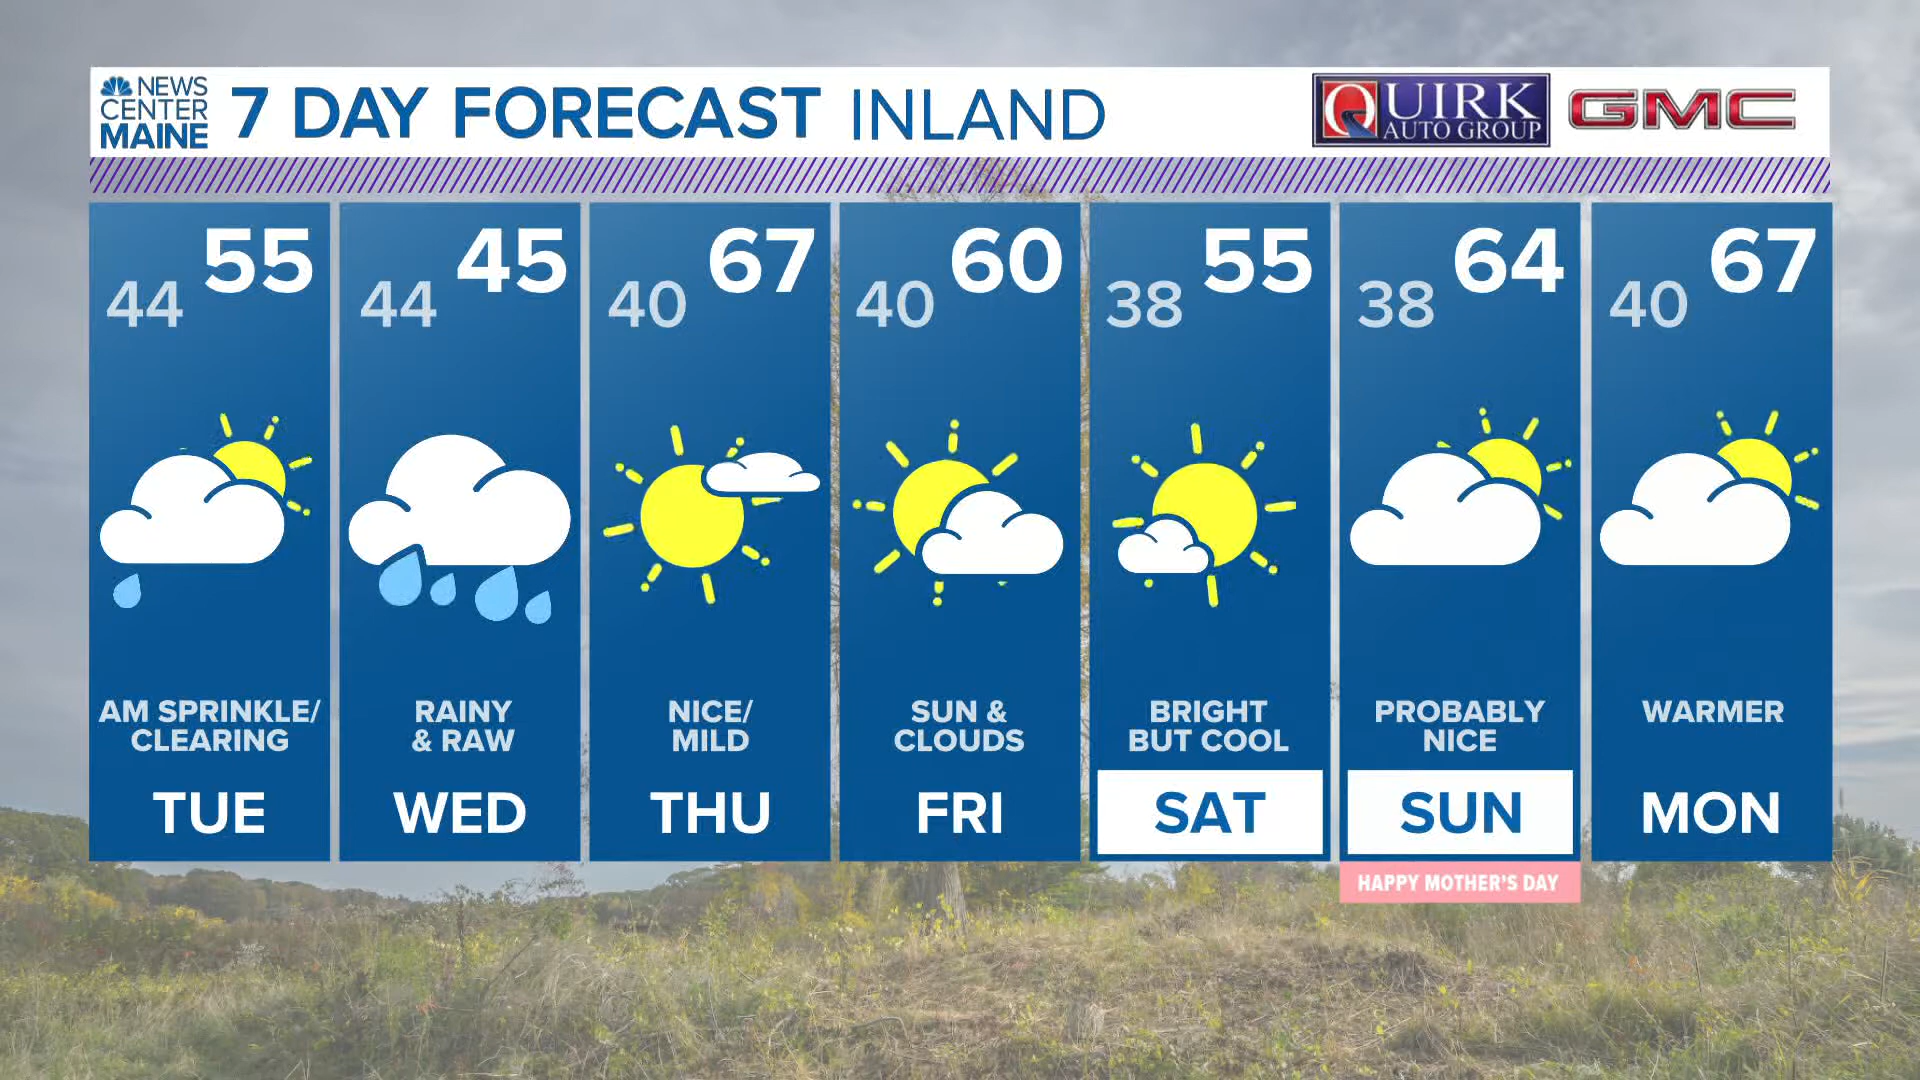 NEWS
CENTER
MAINE
7 DAY FORECAST INLAND
QUIRK
AUTO GROUP
GMC
44 55
44 45
40 67
40 60
38 55
38 64
40 67
AM SPRINKLE/
CLEARING
TUE
RAINY
& RAW
WED
NICE/
MILD
THU
SUN &
CLOUDS
FRI
BRIGHT
BUT COOL
SAT
PROBABLY
NICE
SUN
HAPPY MOTHER'S DAY
WARMER
MON